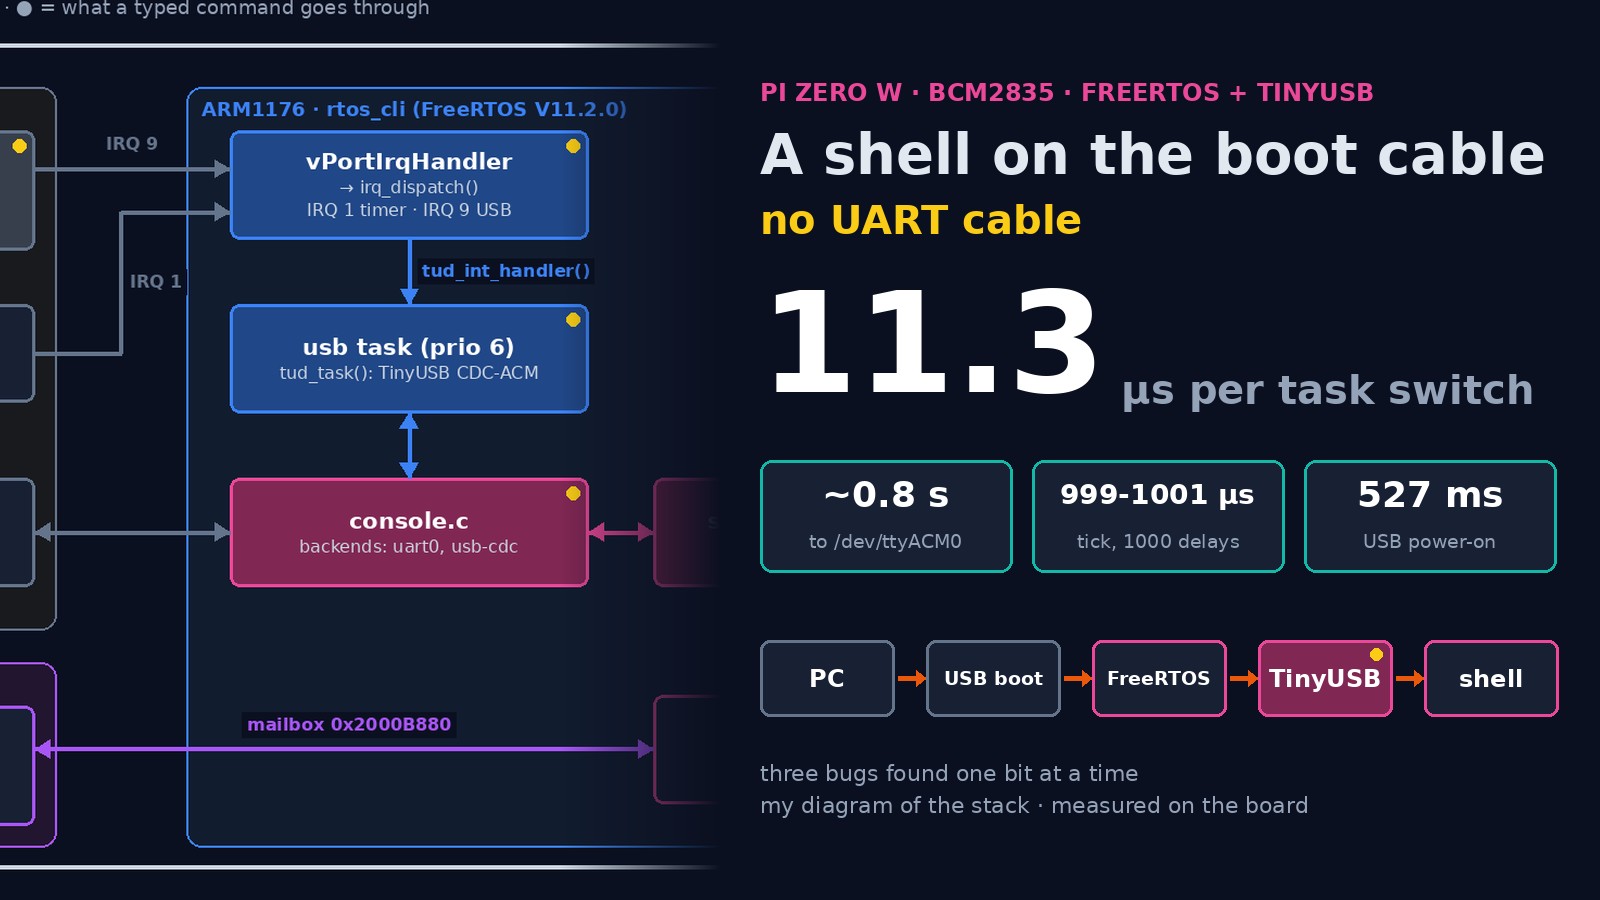 · ● = what a typed command goes through
ARM1176 · rtos_cli (FreeRTOS V11.2.0)
IRQ 9
vPortIrqHandler
→ irq_dispatch()
IRQ 1 timer · IRQ 9 USB
IRQ 1
tud_int_handler()
usb task (prio 6)
tud_task(): TinyUSB CDC-ACM
console.c
backends: uart0, usb-cdc
mailbox 0x2000B880
PI ZERO W · BCM2835 · FREERTOS + TINYUSB
A shell on the boot cable
no UART cable
11.3 µs per task switch
~0.8 s
to /dev/ttyACM0
999-1001 µs
tick, 1000 delays
527 ms
USB power-on
PC
USB boot
FreeRTOS
TinyUSB
shell
three bugs found one bit at a time
my diagram of the stack · measured on the board